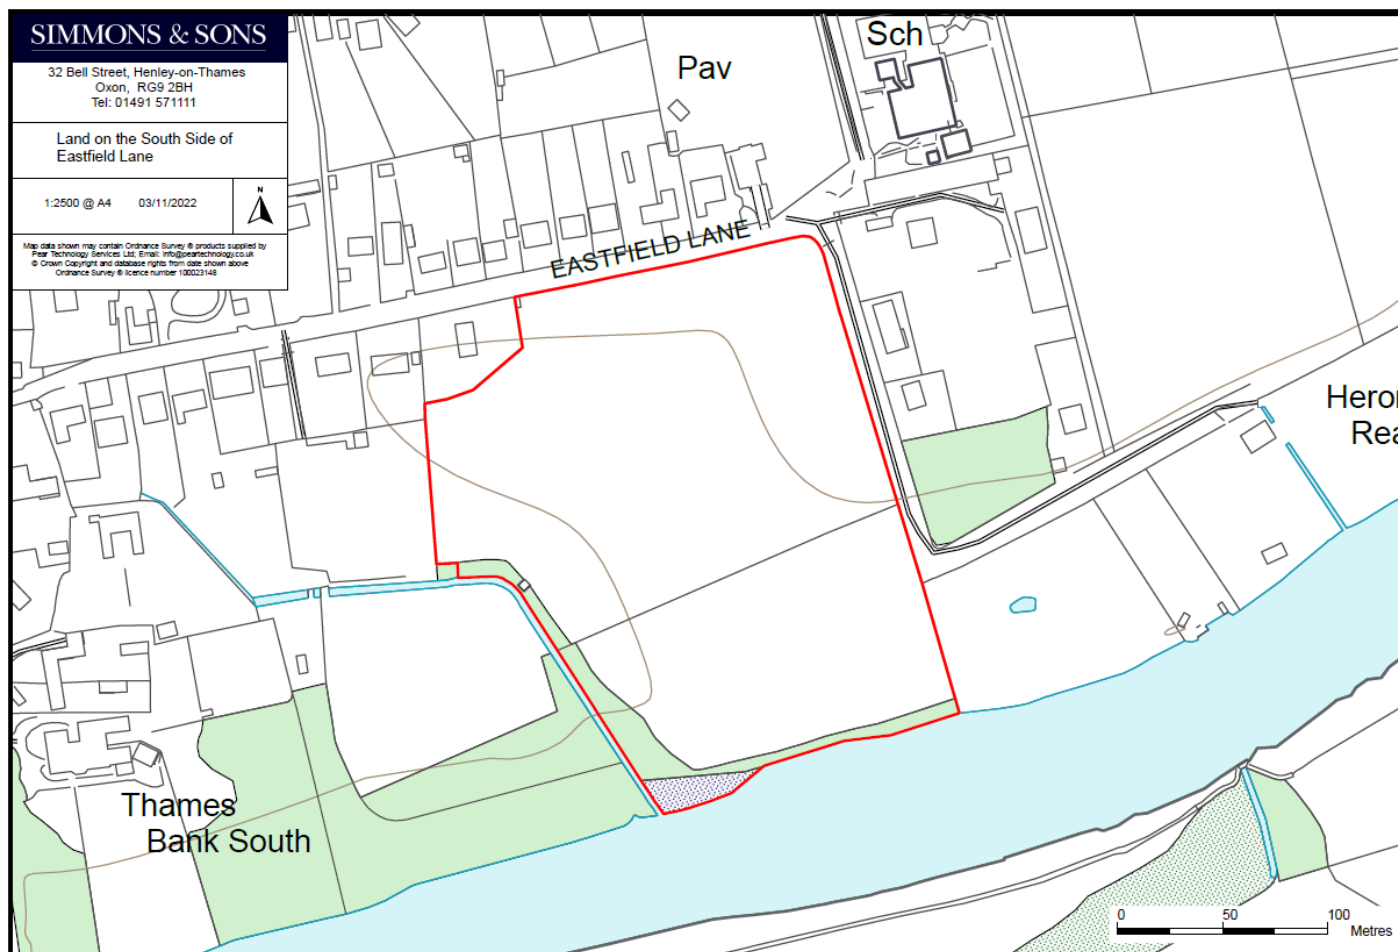 SIMMONS & SONS
32 Bell Street, Henley-on-Thames
Oxon, RG9 2BH
Tel: 01491 571111
Land on the South Side of
Eastfield Lane
1:2500 @ A4 03/11/2022
N
Map data shown may contain Ordnance Survey ® products supplied by
Pear Technology Services Ltd; Email: info@peartechnology.co.uk
© Crown Copyright and database rights from date shown above
Ordnance Survey ® licence number 100023148
Sch
Pav
EASTFIELD LANE
Heron
Rea
Thames
Bank South
0 50 100
Metres